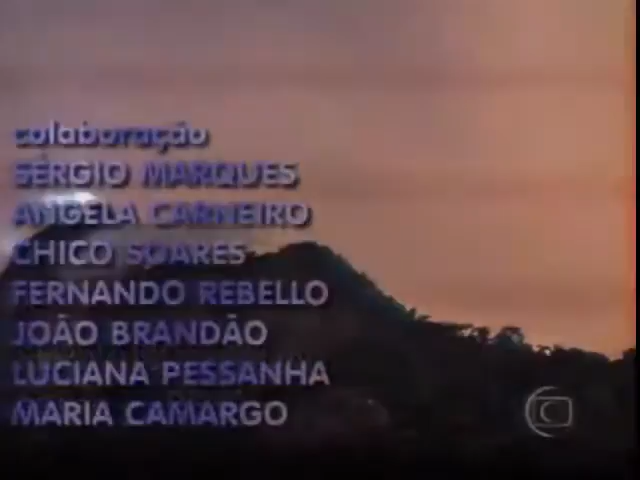 colaboração
SÉRGIO MARQUES
ANGELA CARNEIRO
CHICO SOARES
FERNANDO REBELLO
JOÃO BRANDÃO
LUCIANA PESSANHA
MARIA CAMARGO